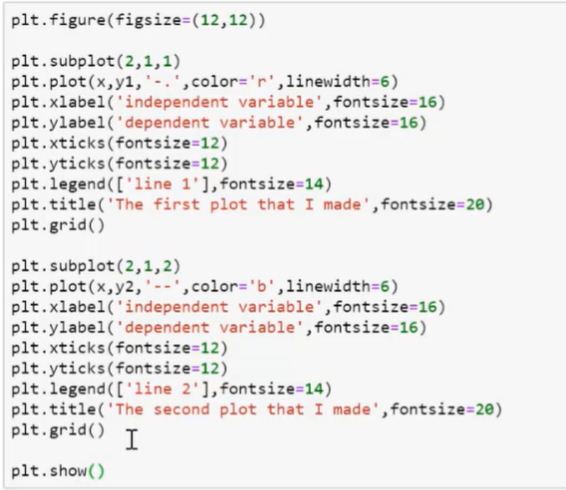 plt.figure(figsize=(12,12))
plt.subplot(2,1,1)
plt.plot(x,y1,'-.',color='r',linewidth=6)
plt.xlabel('independent variable',fontsize=16)
plt.ylabel('dependent variable',fontsize=16)
plt.xticks(fontsize=12)
plt.yticks(fontsize=12)
plt.legend(['line 1'],fontsize=14)
plt.title('The first plot that I made',fontsize=20)
plt.grid()
plt.subplot(2,1,2)
plt.plot(x,y2,'--',color='b',linewidth=6)
plt.xlabel('independent variable',fontsize=16)
plt.ylabel('dependent variable',fontsize=16)
plt.xticks(fontsize=12)
plt.yticks(fontsize=12)
plt.legend(['line 2'],fontsize=14)
plt.title('The second plot that I made',fontsize=20)
plt.grid()
plt.show()